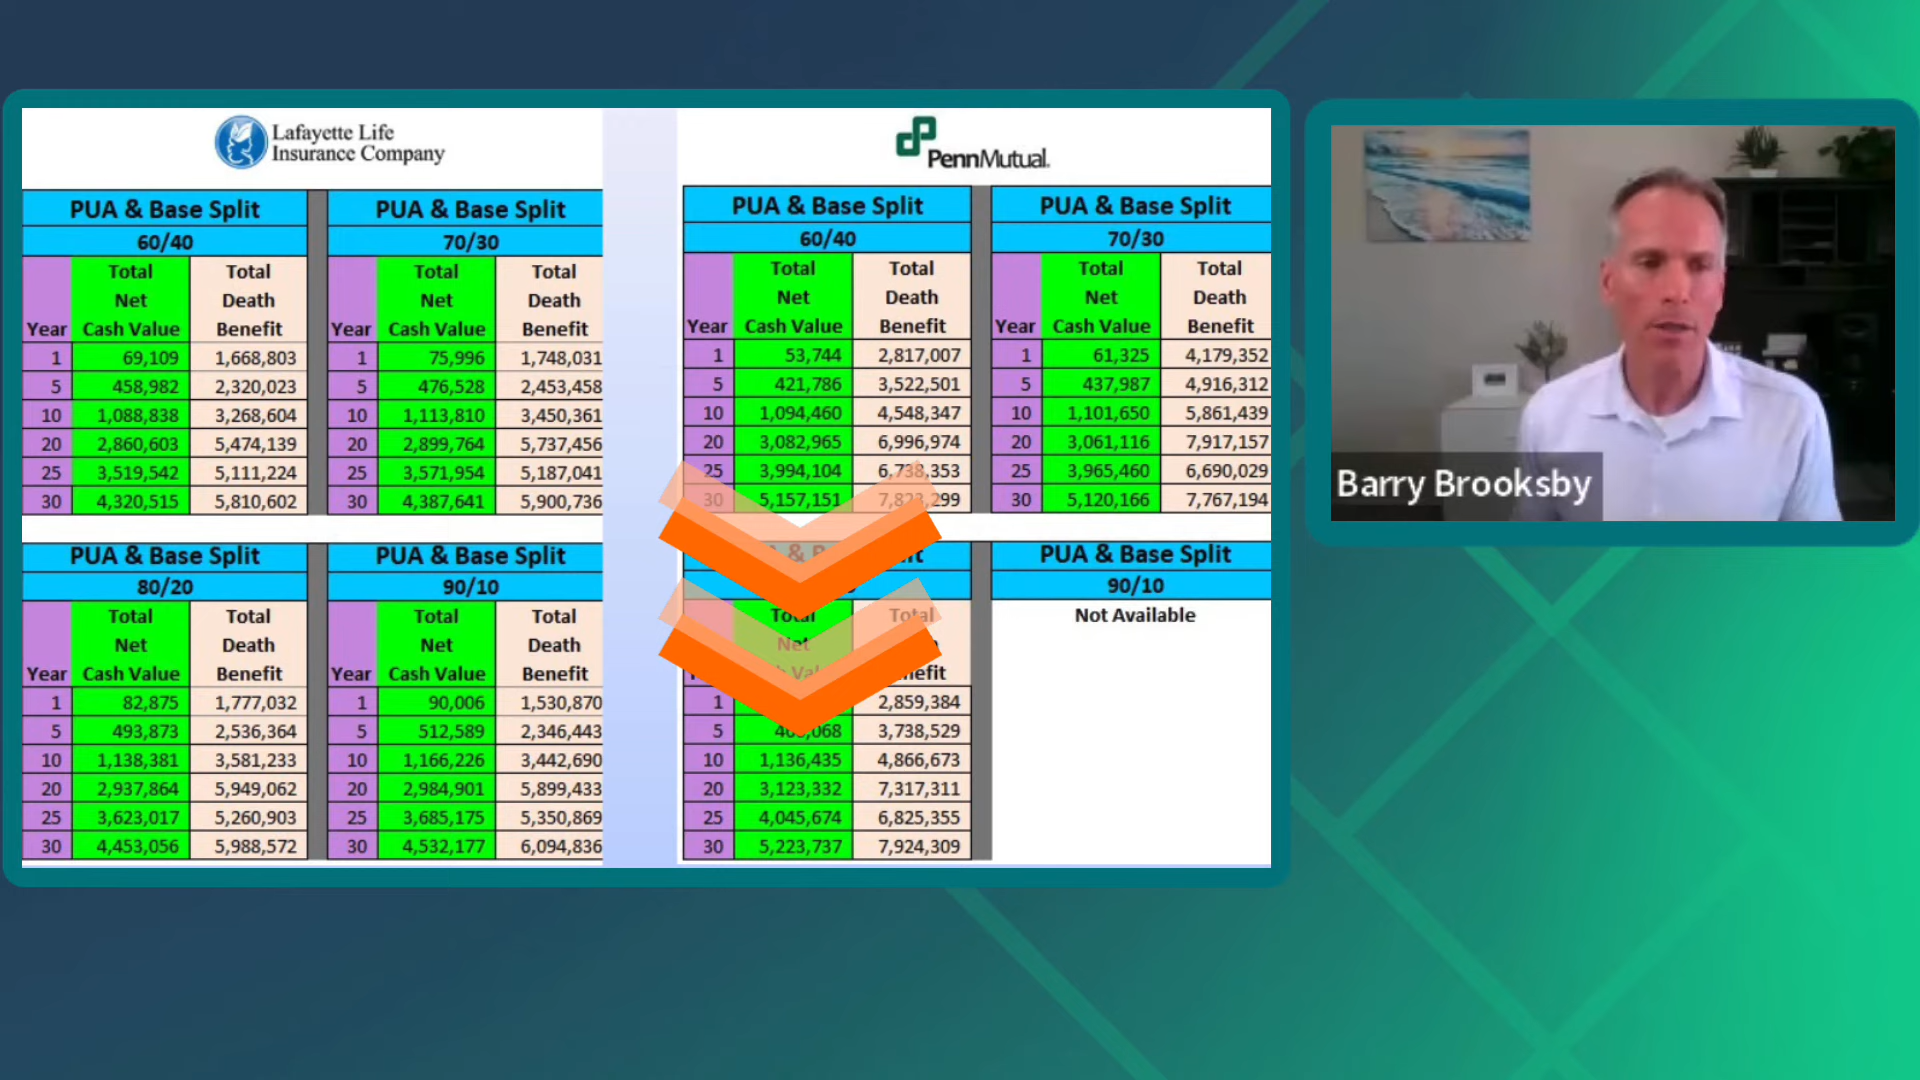 Lafayette Life
Insurance Company
PUA & Base Split
60/40
Year Total Net Cash Value Total Death Benefit
1 69,109 1,668,803
5 458,982 2,320,023
10 1,088,838 3,268,604
20 2,860,603 5,474,139
25 3,519,542 5,111,224
30 4,320,515 5,810,602
PUA & Base Split
70/30
Year Total Net Cash Value Total Death Benefit
1 75,996 1,748,031
5 476,528 2,453,458
10 1,113,810 3,450,361
20 2,899,764 5,737,456
25 3,571,954 5,187,041
30 4,387,641 5,900,736
PUA & Base Split
80/20
Year Total Net Cash Value Total Death Benefit
1 82,875 1,777,032
5 493,873 2,536,364
10 1,138,381 3,581,233
20 2,937,864 5,949,062
25 3,623,017 5,260,903
30 4,453,056 5,988,572
PUA & Base Split
90/10
Year Total Net Cash Value Total Death Benefit
1 90,006 1,530,870
5 512,589 2,346,443
10 1,166,226 3,442,690
20 2,984,901 5,899,433
25 3,685,175 5,350,869
30 4,532,177 6,094,836
PennMutual.
PUA & Base Split
60/40
Year Total Net Cash Value Total Death Benefit
1 53,744 2,817,007
5 421,786 3,522,501
10 1,094,460 4,548,347
20 3,082,965 6,996,974
25 3,994,104 6,738,353
30 5,157,151
PUA & Base Split
70/30
Year Total Net Cash Value Total Death Benefit
1 61,325 4,179,352
5 437,987 4,916,312
10 1,101,650 5,861,439
20 3,061,116 7,917,157
25 3,965,460 6,690,029
30 5,120,166 7,767,194
Total Net Total
1 2,859,384
5 3,738,529
10 1,136,435 4,866,673
20 3,123,332 7,317,311
25 4,045,674 6,825,355
30 5,223,737 7,924,309
PUA & Base Split
90/10
Not Available
Barry Brooksby